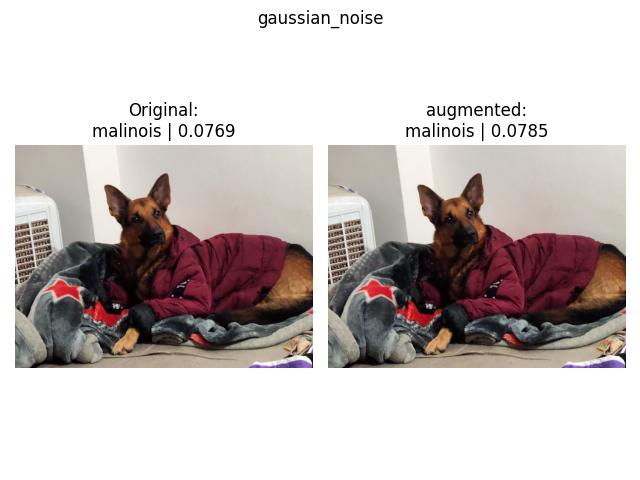 gaussian_noise
Original:
malinois | 0.0769
augmented:
malinois | 0.0785